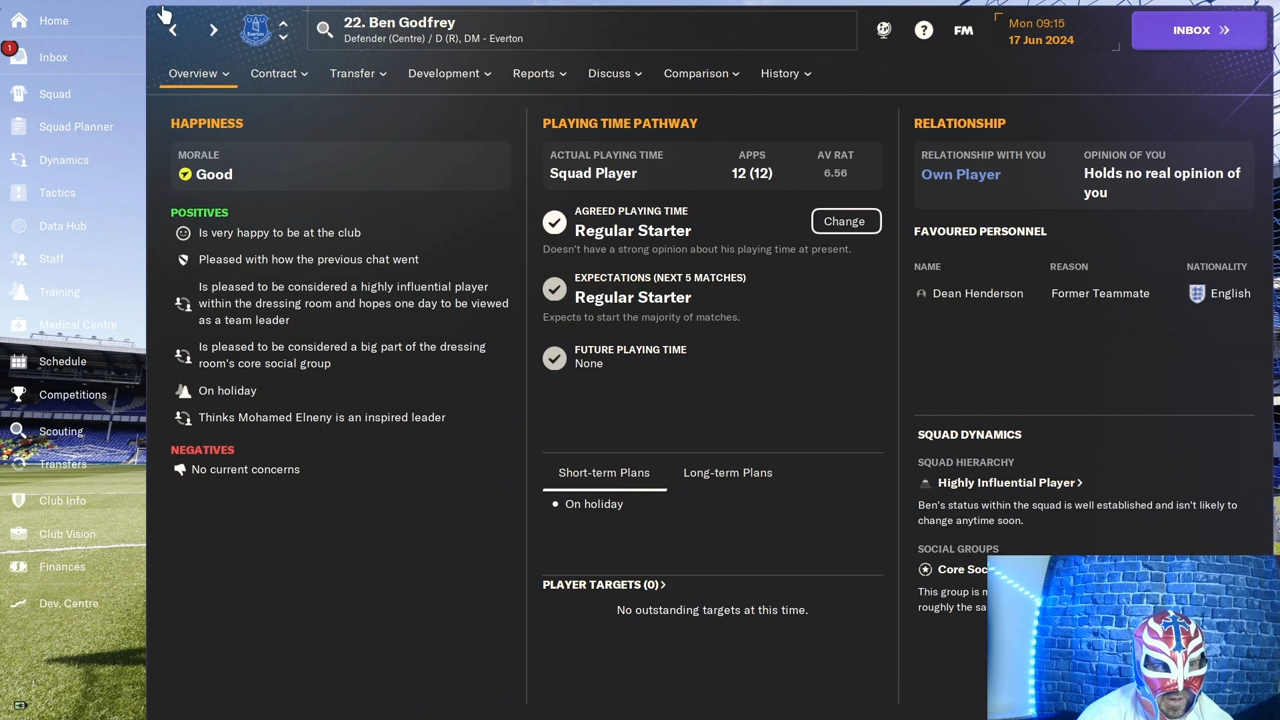 Home
1
Inbox
Squad
Squad Planner
Dynamics
Tactics
Data Hub
Staff
Training
Medical Centre
Schedule
Competitions
Scouting
Transfers
Club Info
Club Vision
Finances
Dev. Centre
Everton
22. Ben Godfrey
Defender (Centre) / D (R), DM - Everton
?
FM
Mon 09:15
17 Jun 2024
INBOX
Overview
Contract
Transfer
Development
Reports
Discuss
Comparison
History
HAPPINESS
MORALE
Good
POSITIVES
Is very happy to be at the club
Pleased with how the previous chat went
Is pleased to be considered a highly influential player
within the dressing room and hopes one day to be viewed
as a team leader
Is pleased to be considered a big part of the dressing
room's core social group
On holiday
Thinks Mohamed Elneny is an inspired leader
NEGATIVES
No current concerns
PLAYING TIME PATHWAY
ACTUAL PLAYING TIME APPS AV RAT
Squad Player 12 (12) 6.56
AGREED PLAYING TIME
Regular Starter
Change
Doesn't have a strong opinion about his playing time at present.
EXPECTATIONS (NEXT 5 MATCHES)
Regular Starter
Expects to start the majority of matches.
FUTURE PLAYING TIME
None
Short-term Plans Long-term Plans
On holiday
PLAYER TARGETS (0)
No outstanding targets at this time.
RELATIONSHIP
RELATIONSHIP WITH YOU
Own Player
OPINION OF YOU
Holds no real opinion of
you
FAVOURED PERSONNEL
NAME REASON NATIONALITY
Dean Henderson Former Teammate English
SQUAD DYNAMICS
SQUAD HIERARCHY
Highly Influential Player
Ben's status within the squad is well established and isn't likely to
change anytime soon.
SOCIAL GROUPS
Core Soc
This group is m
roughly the sa